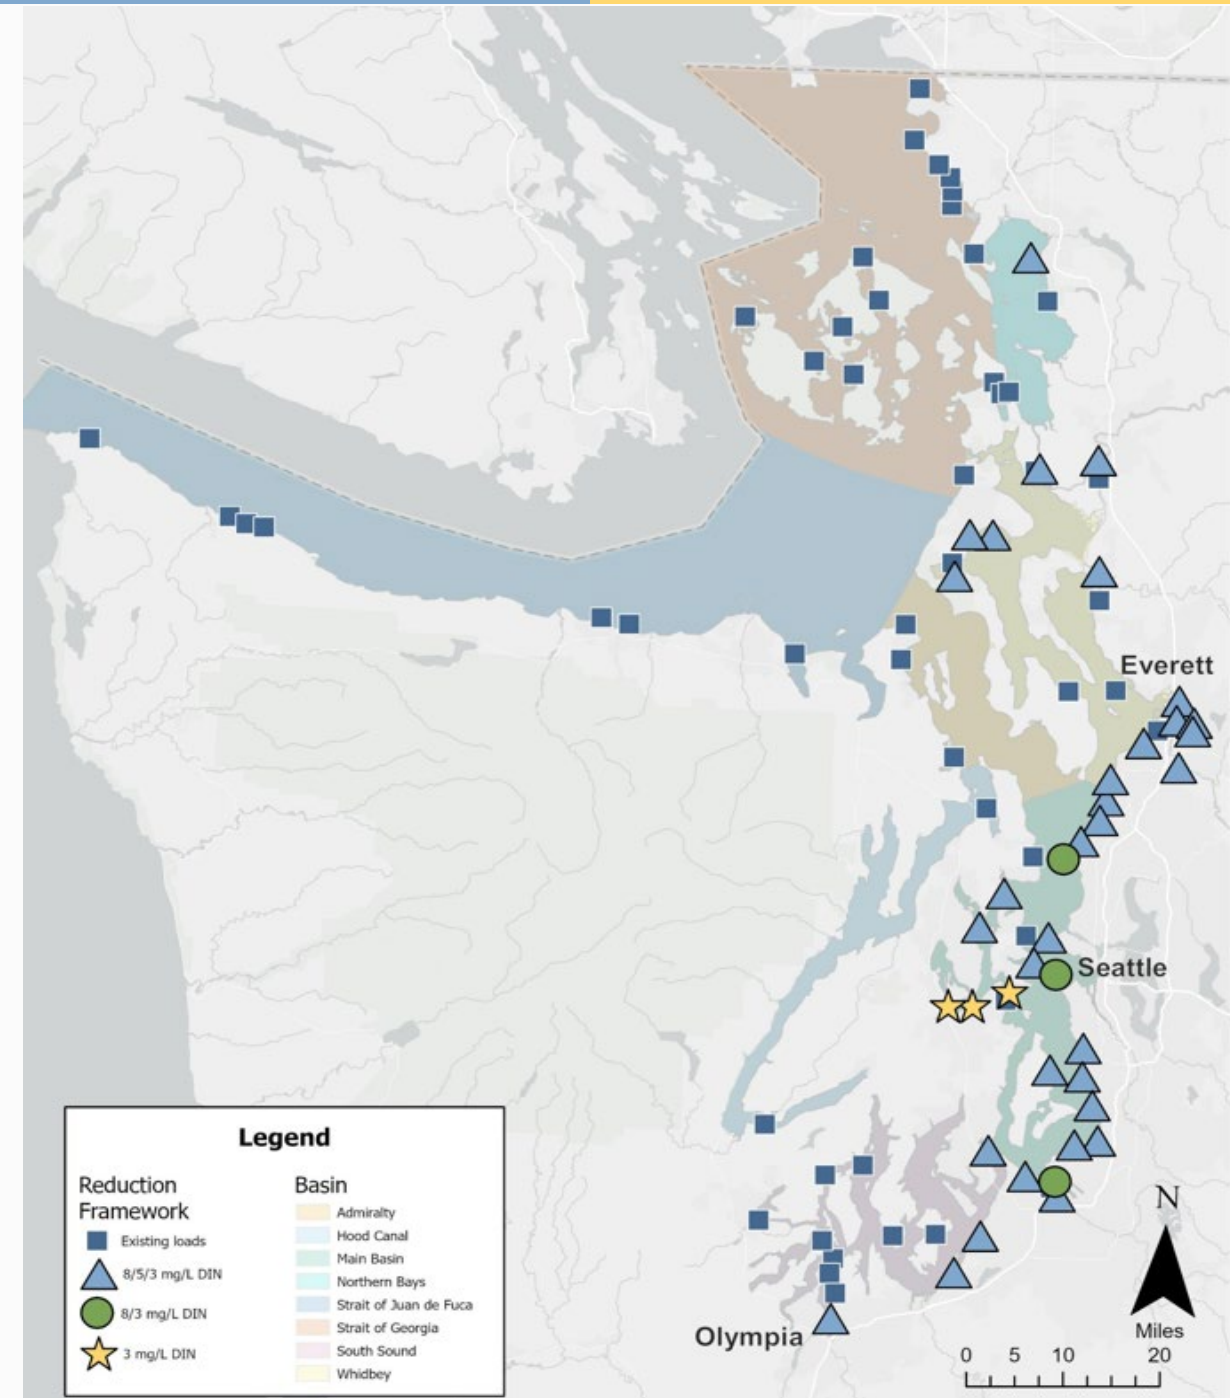 Everett
Seattle
Olympia
N
Miles
0 5 10 20
Legend
Reduction
Framework
Existing loads
8/5/3 mg/L DIN
8/3 mg/L DIN
3 mg/L DIN
Basin
Admiralty
Hood Canal
Main Basin
Northern Bays
Strait of Juan de Fuca
Strait of Georgia
South Sound
Whidbey